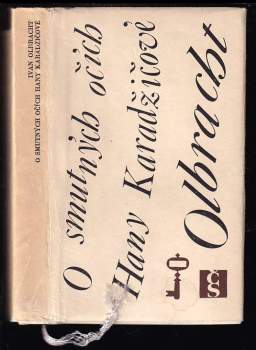 IVAN OLBRACHT
O SMUTNÝCH OČÍCH HANY KARADŽIČOVÉ
O smutných očích
Hany Karadžičové
Olbracht
čs